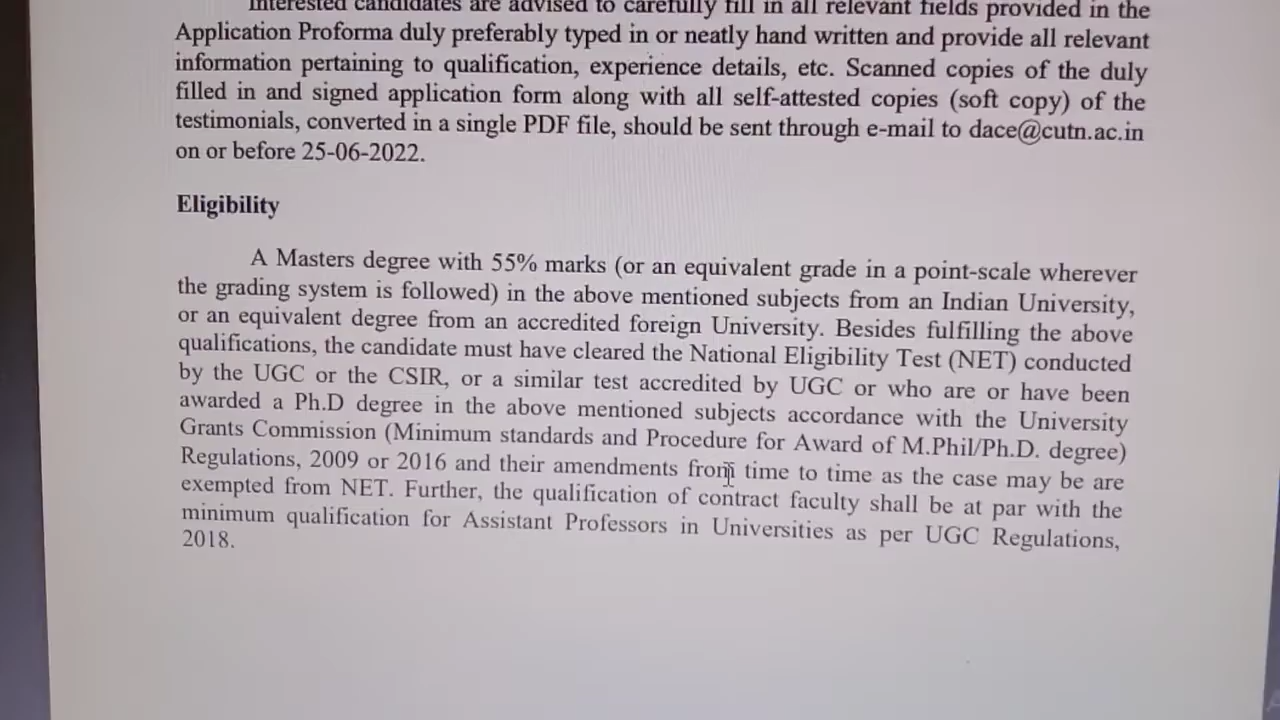 Interested candidates are advised to carefully fill in all relevant fields provided in the
Application Proforma duly preferably typed in or neatly hand written and provide all relevant
information pertaining to qualification, experience details, etc. Scanned copies of the duly
filled in and signed application form along with all self-attested copies (soft copy) of the
testimonials, converted in a single PDF file, should be sent through e-mail to dace@cutn.ac.in
on or before 25-06-2022.
Eligibility
A Masters degree with 55% marks (or an equivalent grade in a point-scale wherever
the grading system is followed) in the above mentioned subjects from an Indian University,
or an equivalent degree from an accredited foreign University. Besides fulfilling the above
qualifications, the candidate must have cleared the National Eligibility Test (NET) conducted
by the UGC or the CSIR, or a similar test accredited by UGC or who are or have been
awarded a Ph.D degree in the above mentioned subjects accordance with the University
Grants Commission (Minimum standards and Procedure for Award of M.Phil/Ph.D. degree)
Regulations, 2009 or 2016 and their amendments from time to time as the case may be are
exempted from NET. Further, the qualification of contract faculty shall be at par with the
minimum qualification for Assistant Professors in Universities as per UGC Regulations,
2018.